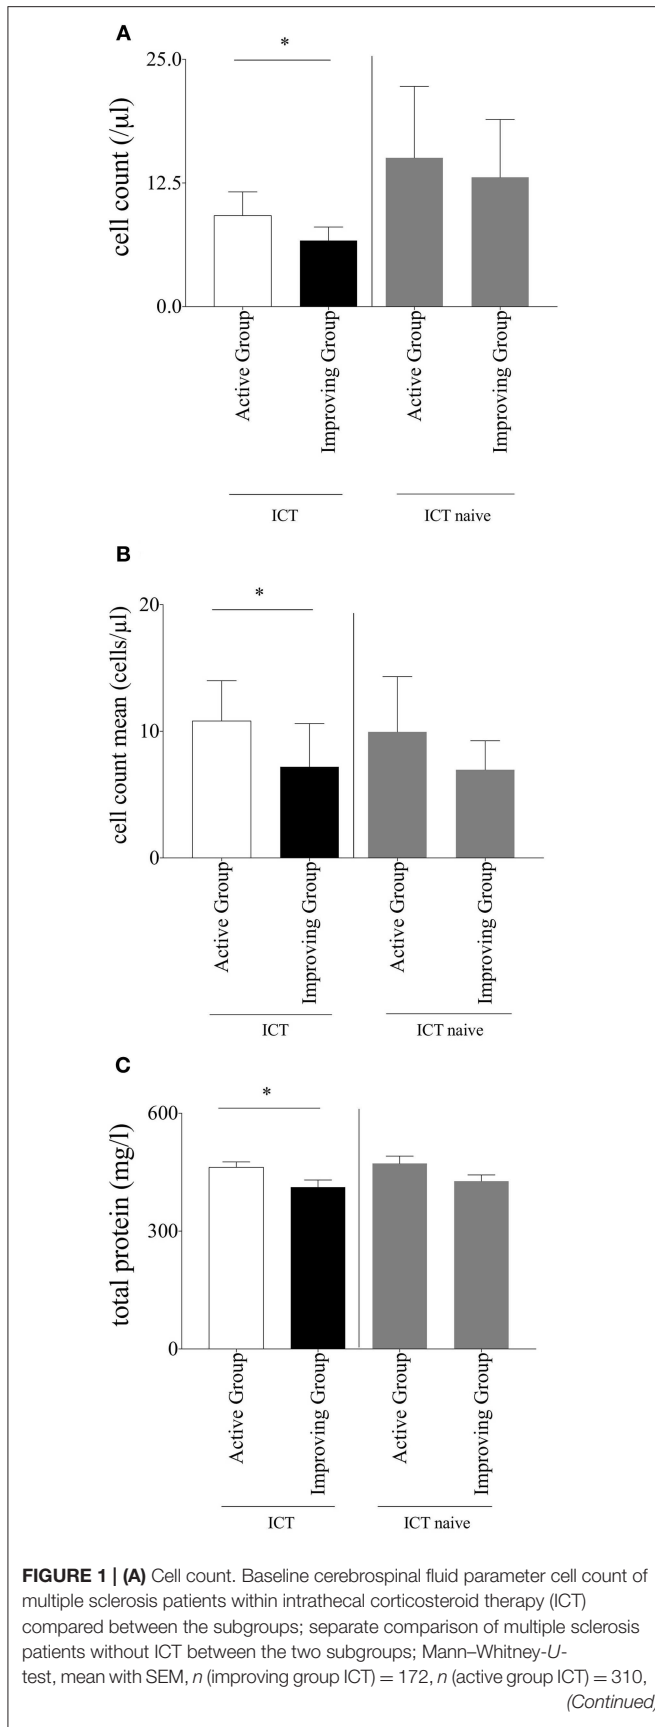 A
*
25.0
12.5
0.0
cell count (/µl)
Active Group
Improving Group
Active Group
Improving Group
ICT
ICT naive
B
*
20
10
0
cell count mean (cells/µl)
Active Group
Improving Group
Active Group
Improving Group
ICT
ICT naive
C
*
600
300
0
total protein (mg/l)
Active Group
Improving Group
Active Group
Improving Group
ICT
ICT naive
FIGURE 1 | (A) Cell count. Baseline cerebrospinal fluid parameter cell count of
multiple sclerosis patients within intrathecal corticosteroid therapy (ICT)
compared between the subgroups; separate comparison of multiple sclerosis
patients without ICT between the two subgroups; Mann–Whitney-U-
test, mean with SEM, n (improving group ICT) = 172, n (active group ICT) = 310,
(Continued)